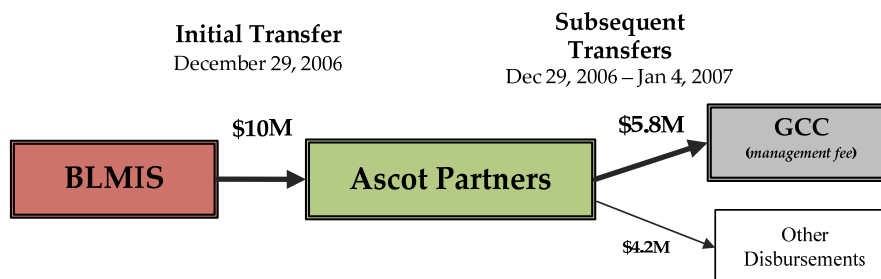 Initial Transfer
December 29, 2006
Subsequent
Transfers
Dec 29, 2006 – Jan 4, 2007
$10M
$5.8M
BLMIS
Ascot Partners
GCC
(management fee)
$4.2M
Other
Disbursements